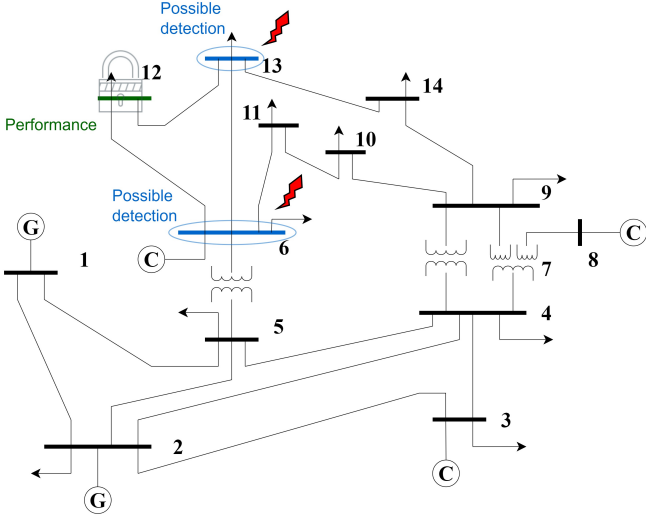 Possible
detection
13
12
14
11
10
Performance
Possible
detection
9
G
6
C
8
C
1
7
4
5
3
2
C
G